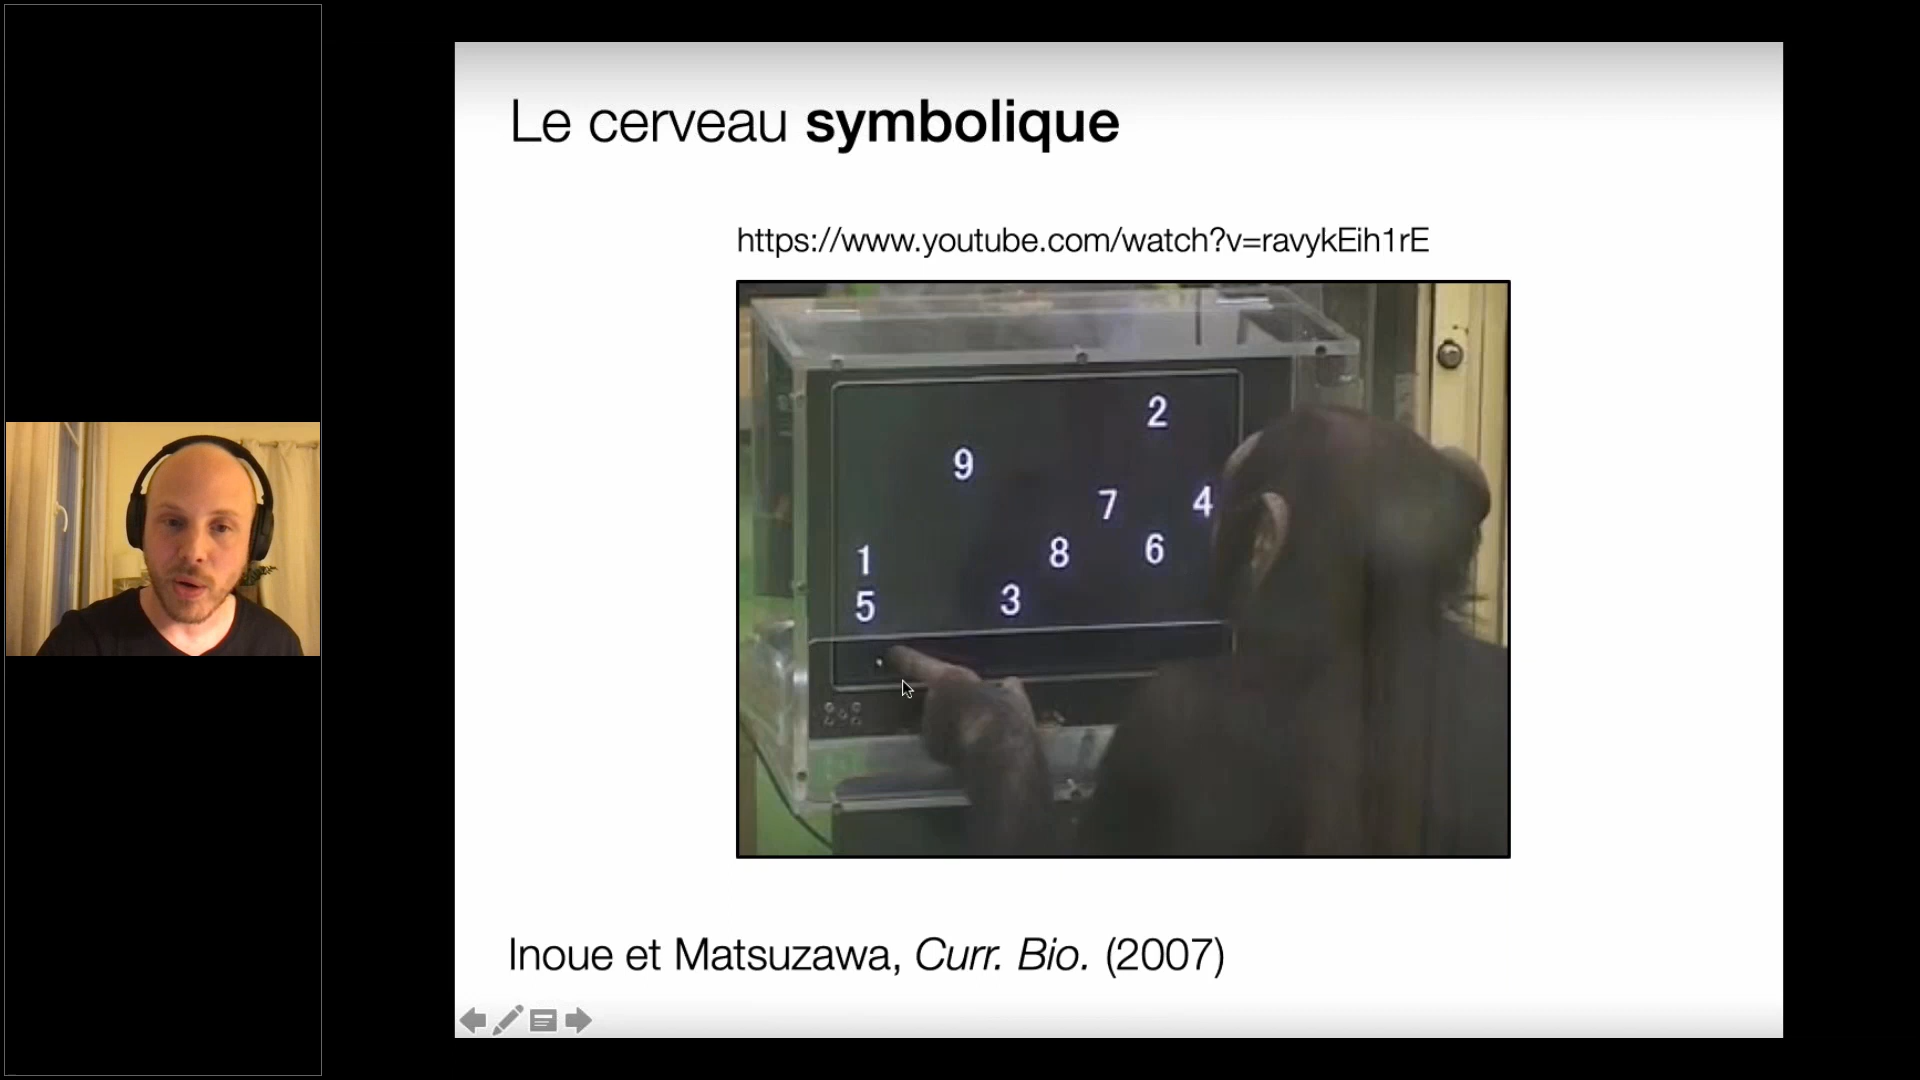 Le cerveau symbolique
https://www.youtube.com/watch?v=ravykEih1rE
2
9
7 4
1 8 6
5 3
Inoue et Matsuzawa, Curr. Bio. (2007)